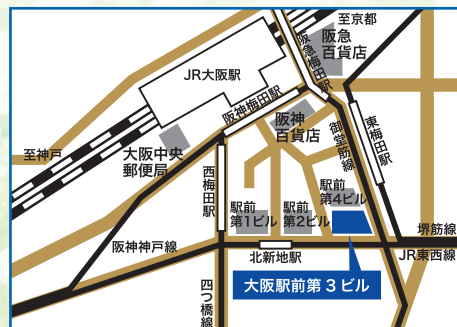 至京都
阪急
百貨店
阪急梅田駅
JR大阪駅
阪神梅田駅
阪神
百貨店
御堂筋線
東梅田駅
至神戸
大阪中央
郵便局
西梅田駅
駅前
第1ビル
駅前
第2ビル
駅前
第4ビル
堺筋線
JR東西線
阪神神戸線
北新地駅
四つ橋線
大阪駅前第3ビル